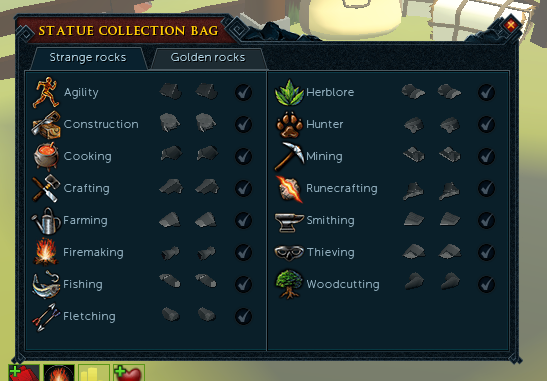 STATUE COLLECTION BAG
Strange rocks
Golden rocks
Agility
Construction
Cooking
Crafting
Farming
Firemaking
Fishing
Fletching
Herblore
Hunter
Mining
Runecrafting
Smithing
Thieving
Woodcutting